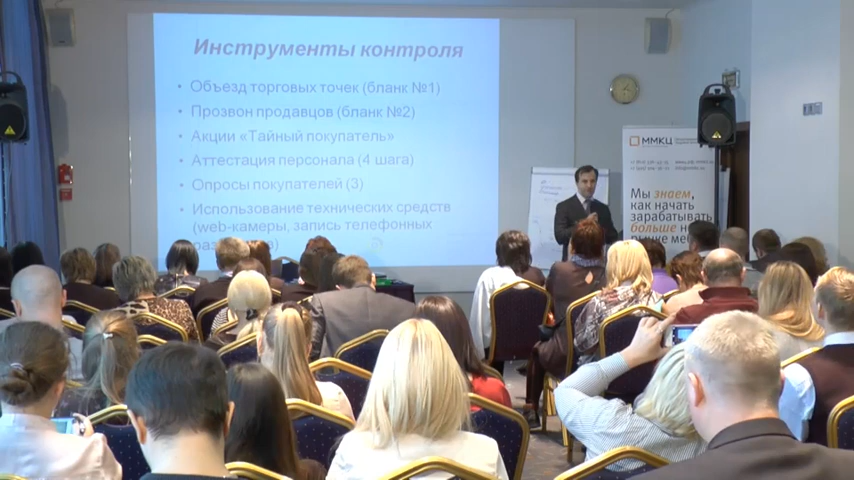 Инструменты контроля
• Объезд торговых точек (бланк №1)
• Прозвон продавцов (бланк №2)
• Акции «Тайный покупатель»
• Аттестация персонала (4 шага)
• Опросы покупателей (3)
• Использование технических средств
(web-камеры, запись телефонных
ММКЦ
Мы знаем,
как начать
зарабатывать
больше
рынке